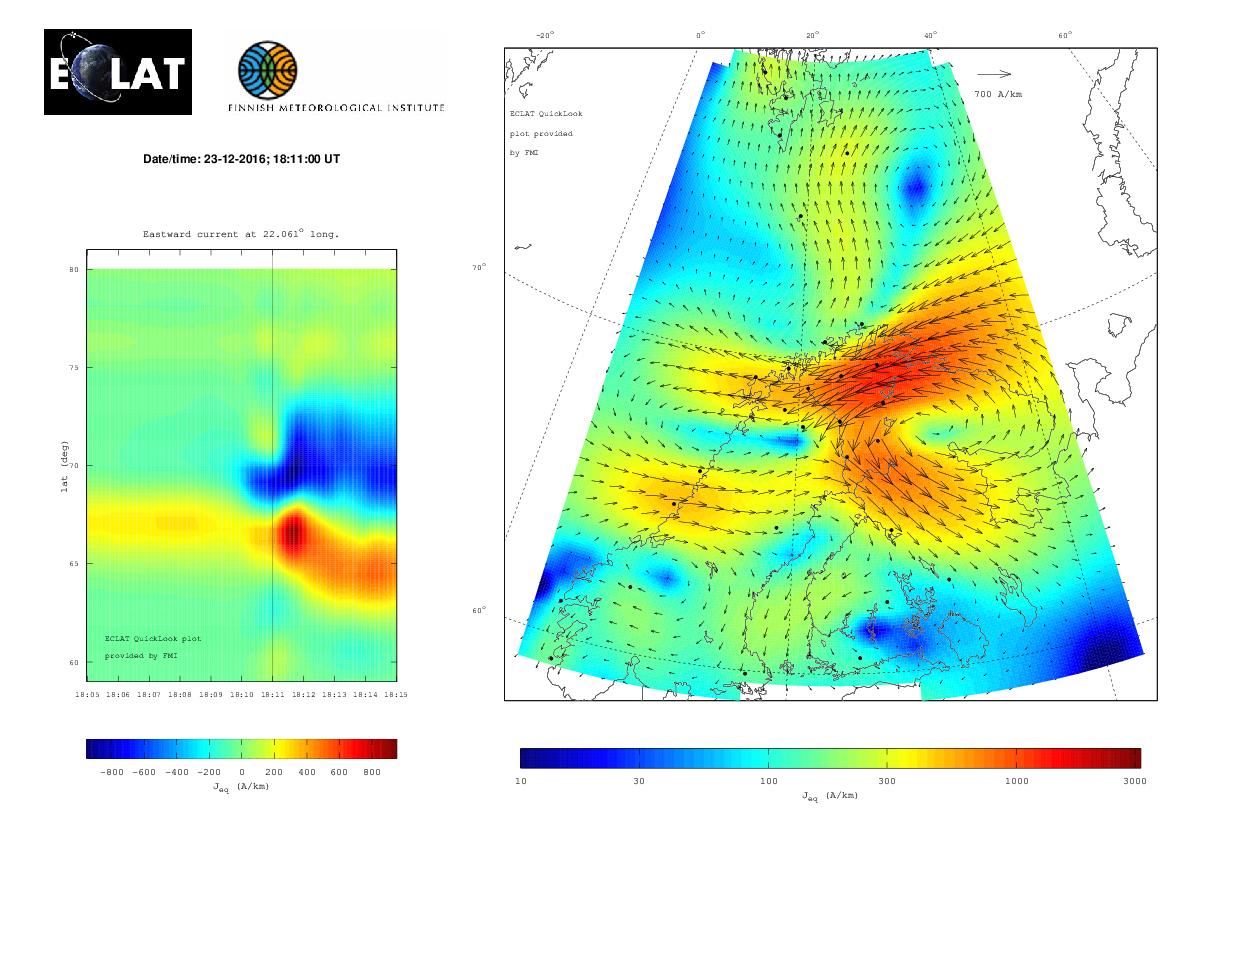 E LAT
FINNISH METEOROLOGICAL INSTITUTE
Date/time: 23-12-2016; 18:11:00 UT
Eastward current at 22.061° long.
80
75
70
65
60
lat (deg)
ECLAT QuickLook plot
provided by FMI
18:05 18:06 18:07 18:08 18:09 18:10 18:11 18:12 18:13 18:14 18:15
-800 -600 -400 -200 0 200 400 600 800
Jeq (A/km)
-20° 0° 20° 40° 60°
70°
60°
ECLAT QuickLook
plot provided
by FMI
700 A/km
10 30 100 300 1000 3000
Jeq (A/km)